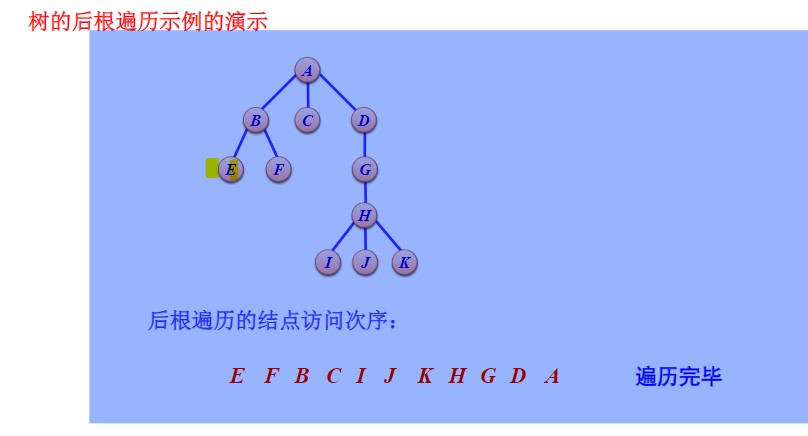 树的后根遍历示例的演示
A
B C D
E F G
H
I J K
后根遍历的结点访问次序：
E F B C I J K H G D A 遍历完毕